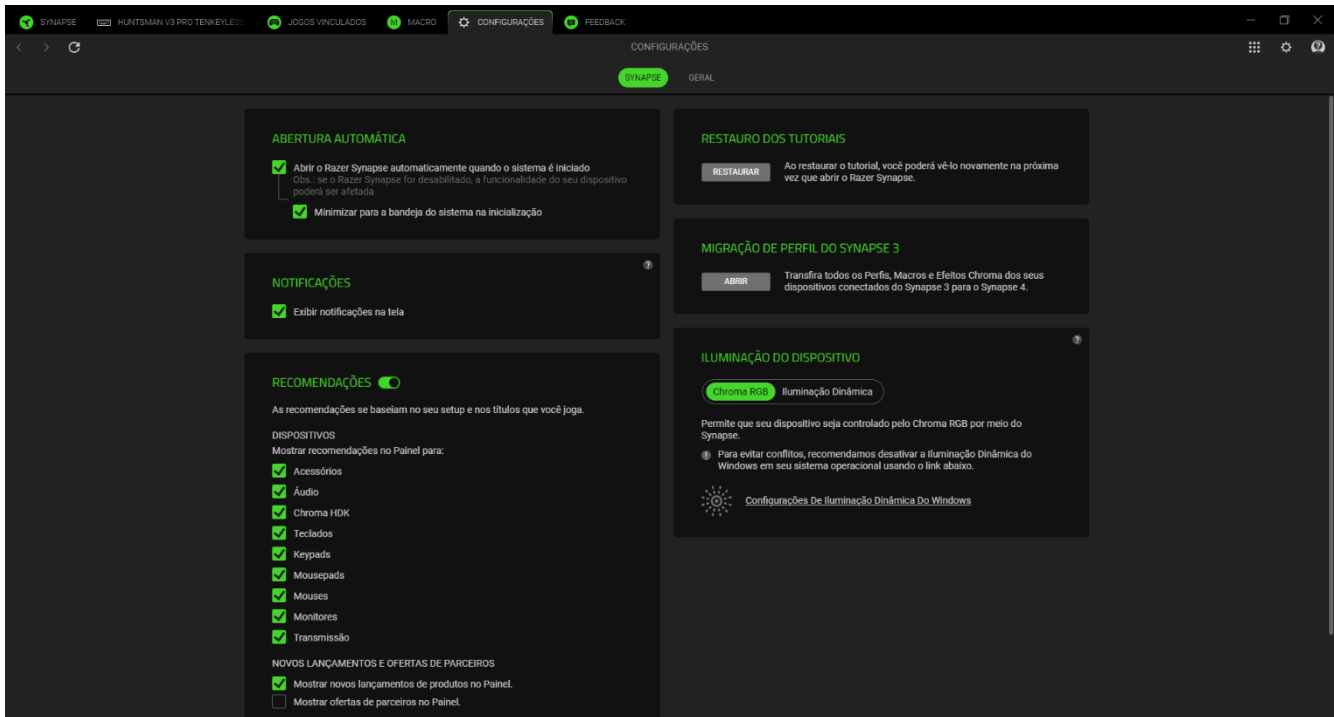 SYNAPSE
HUNTSMAN V3 PRO TENKEYLESS
JOGOS VINCULADOS
M
MACRO
CONFIGURAÇÕES
FEEDBACK
CONFIGURAÇÕES
SYNAPSE
GERAL
ABERTURA AUTOMÁTICA
Abrir o Razer Synapse automaticamente quando o sistema é iniciado
Obs.: se o Razer Synapse for desabilitado, a funcionalidade do seu dispositivo
poderá ser afetada
Minimizar para a bandeja do sistema na inicialização
?
NOTIFICAÇÕES
Exibir notificações na tela
RECOMENDAÇÕES
As recomendações se baseiam no seu setup e nos títulos que você joga.
DISPOSITIVOS
Mostrar recomendações no Painel para:
Acessórios
Áudio
Chroma HDK
Teclados
Keypads
Mousepads
Mouses
Monitores
Transmissão
NOVOS LANÇAMENTOS E OFERTAS DE PARCEIROS
Mostrar novos lançamentos de produtos no Painel.
Mostrar ofertas de parceiros no Painel.
RESTAURO DOS TUTORIAIS
RESTAURAR
Ao restaurar o tutorial, você poderá vê-lo novamente na próxima
vez que abrir o Razer Synapse.
MIGRAÇÃO DE PERFIL DO SYNAPSE 3
ABRIR
Transfira todos os Perfis, Macros e Efeitos Chroma dos seus
dispositivos conectados do Synapse 3 para o Synapse 4.
?
ILUMINAÇÃO DO DISPOSITIVO
Chroma RGB
Iluminação Dinâmica
Permite que seu dispositivo seja controlado pelo Chroma RGB por meio do
Synapse.
Para evitar conflitos, recomendamos desativar a Iluminação Dinâmica do
Windows em seu sistema operacional usando o link abaixo.
Configurações De Iluminação Dinâmica Do Windows